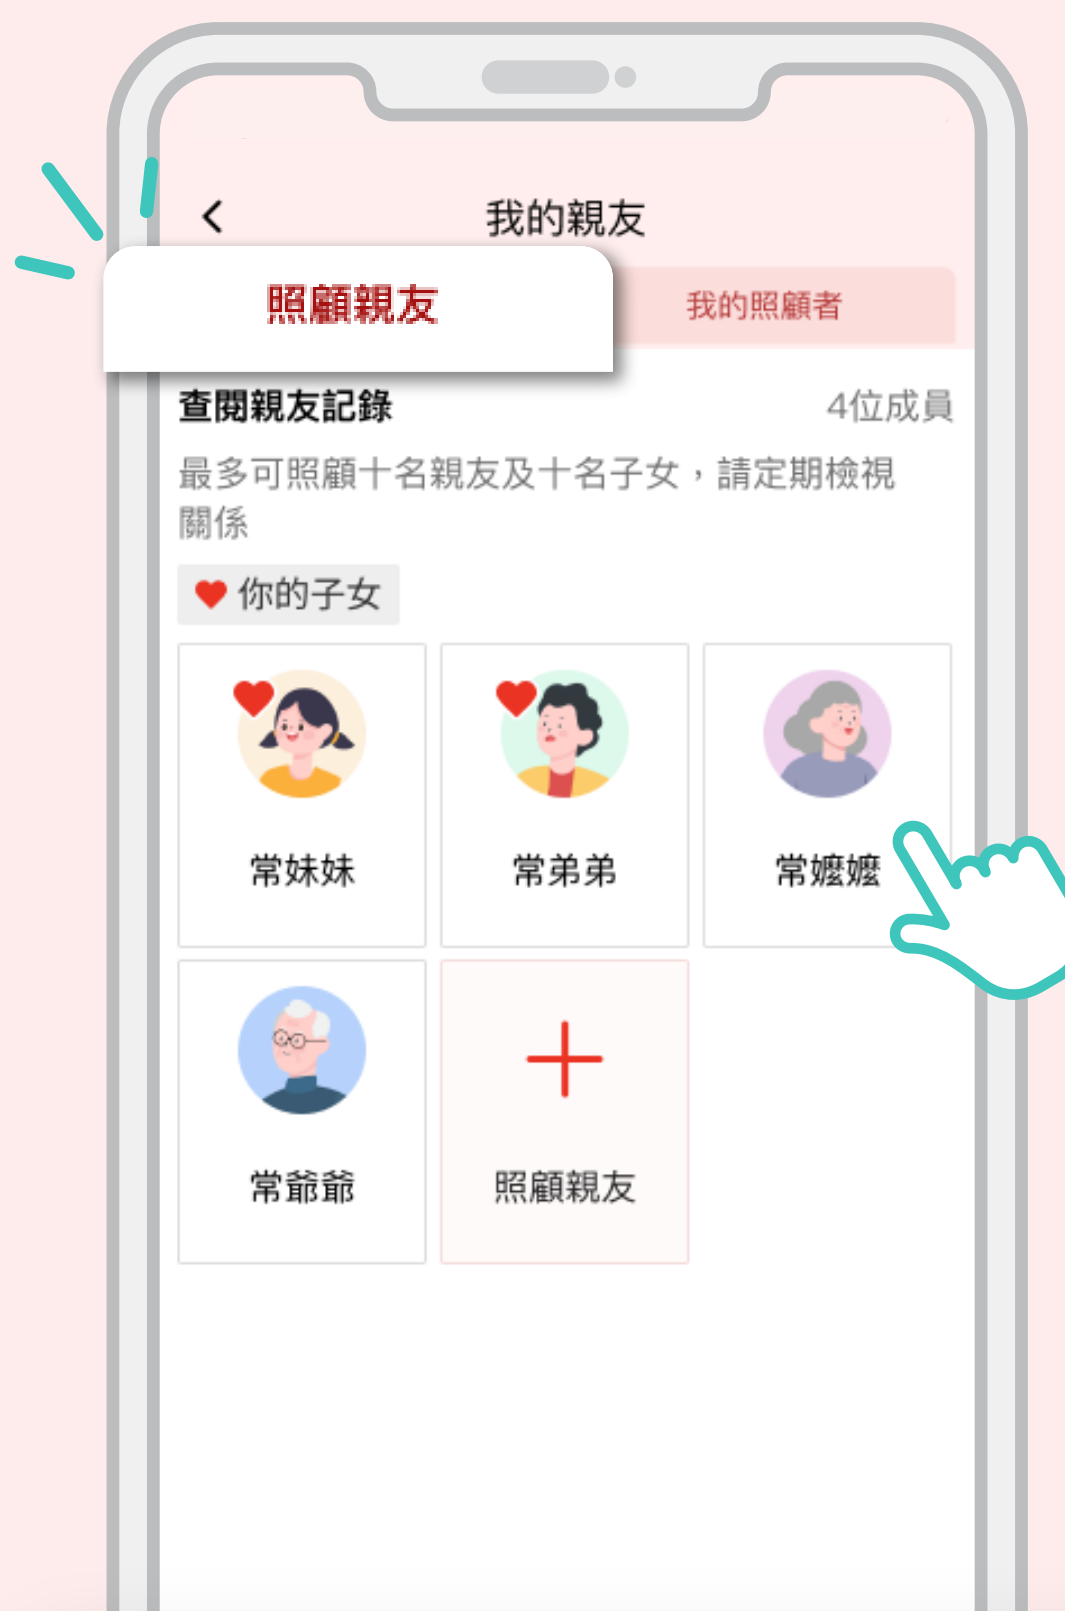 我的親友
照顧親友
我的照顧者
查閱親友記錄
4位成員
最多可照顧十名親友及十名子女，請定期檢視
關係
你的子女
常妹妹
常弟弟
常嬤嬤
常爺爺
照顧親友